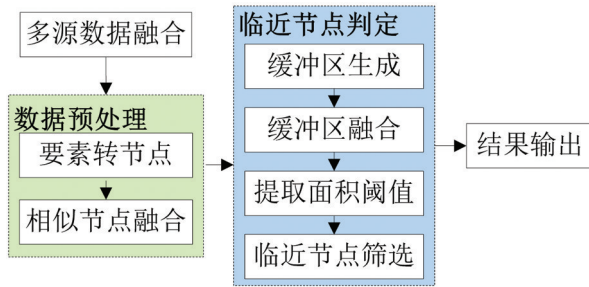 多源数据融合
数据预处理
要素转节点
相似节点融合
临近节点判定
缓冲区生成
缓冲区融合
提取面积阈值
临近节点筛选
结果输出